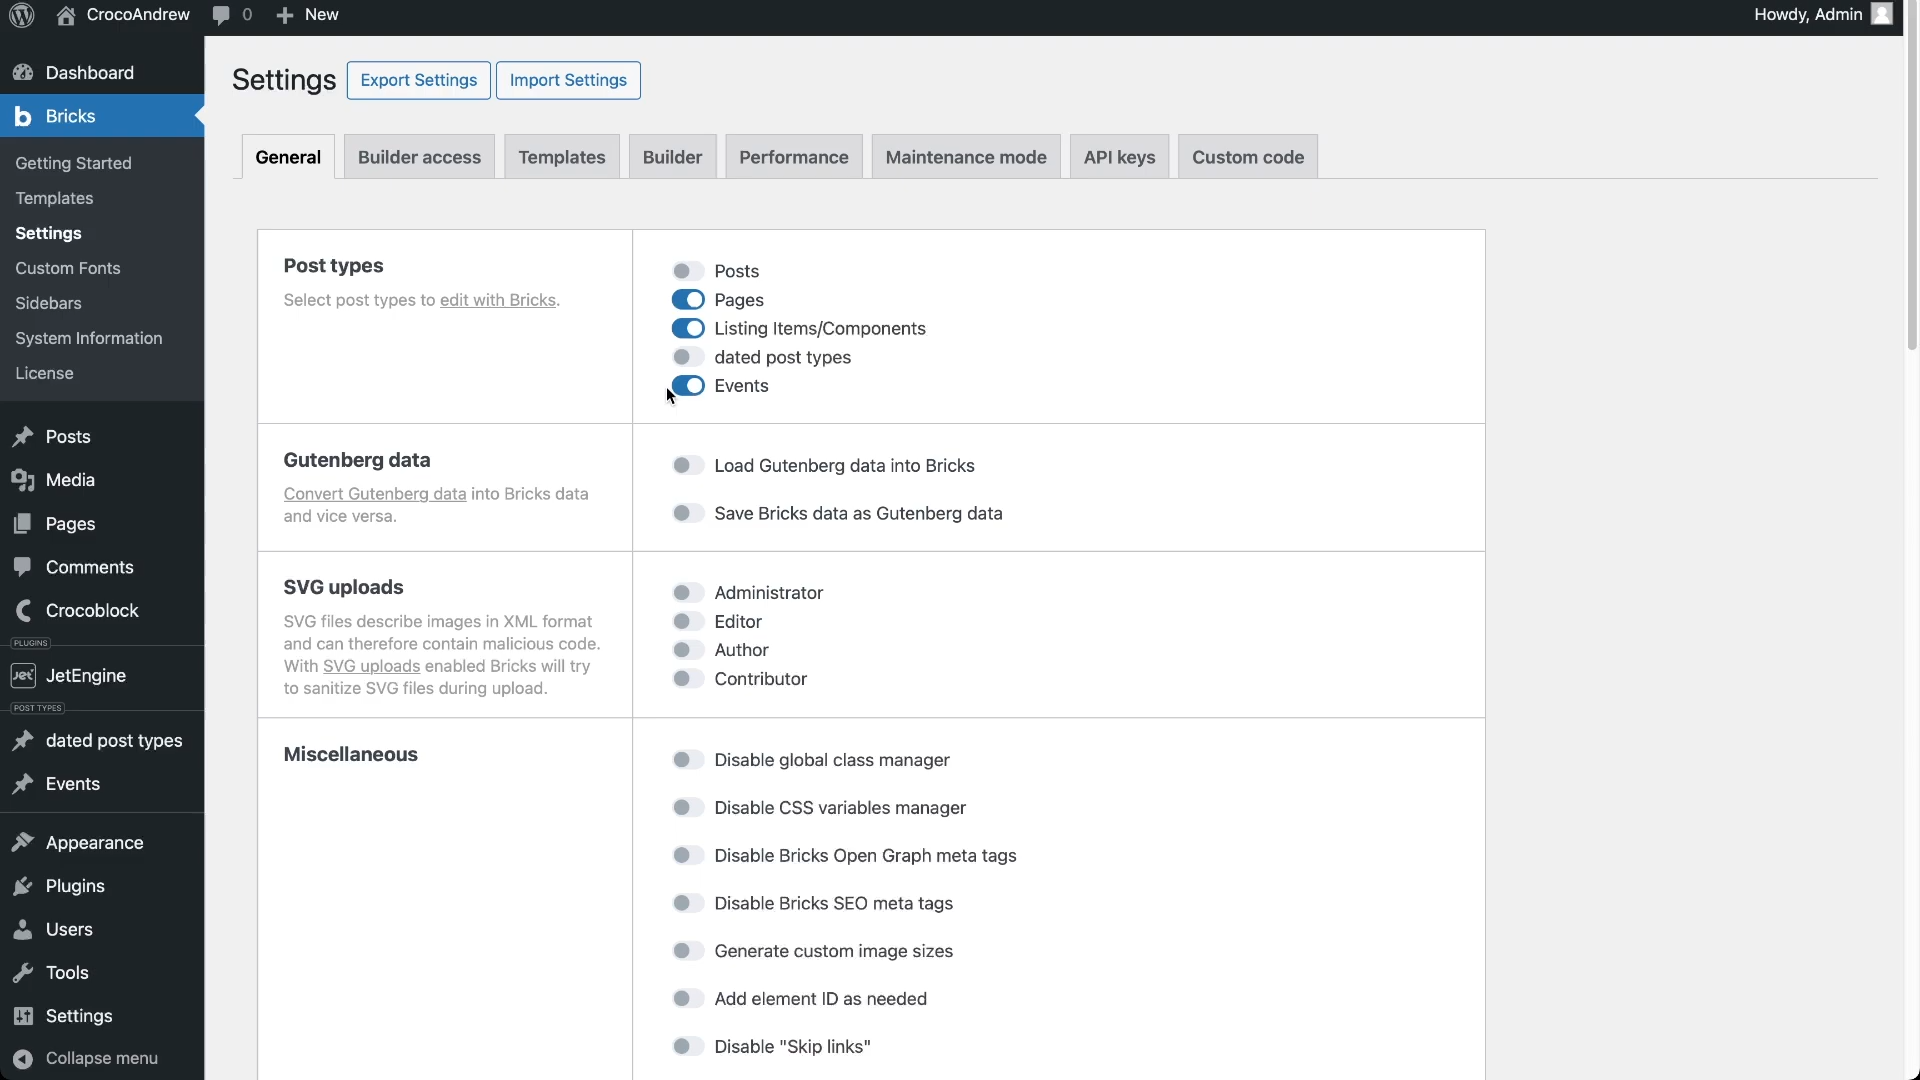 CrocoAndrew 0 New Howdy, Admin
Dashboard
Bricks
Getting Started
Templates
Settings
Custom Fonts
Sidebars
System Information
License
Posts
Media
Pages
Comments
Crocoblock
PLUGINS
Jet JetEngine
POST TYPES
dated post types
Events
Appearance
Plugins
Users
Tools
Settings
Collapse menu
Settings Export Settings Import Settings
General Builder access Templates Builder Performance Maintenance mode API keys Custom code
Post types
Select post types to edit with Bricks.
Posts
Pages
Listing Items/Components
dated post types
Events
Gutenberg data
Convert Gutenberg data into Bricks data
and vice versa.
Load Gutenberg data into Bricks
Save Bricks data as Gutenberg data
SVG uploads
SVG files describe images in XML format
and can therefore contain malicious code.
With SVG uploads enabled Bricks will try
to sanitize SVG files during upload.
Administrator
Editor
Author
Contributor
Miscellaneous
Disable global class manager
Disable CSS variables manager
Disable Bricks Open Graph meta tags
Disable Bricks SEO meta tags
Generate custom image sizes
Add element ID as needed
Disable "Skip links"